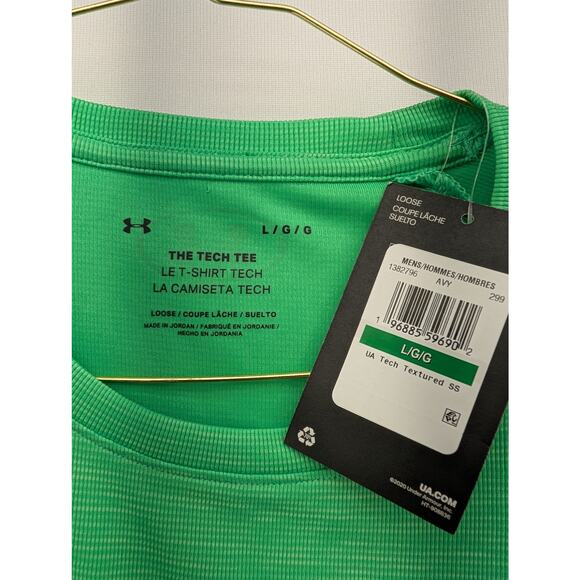 L / G / G
THE TECH TEE
LE T-SHIRT TECH
LA CAMISETA TECH
LOOSE / COUPE LÂCHE / SUELTO
MADE IN JORDAN / FABRIQUÉ EN JORDANIE /
HECHO EN JORDANIA
LOOSE
COUPE LÂCHE
SUELTO
MENS/HOMMES/HOMBRES
1382796 AVY 299
1 96885 59690 2
L/G/G
UA Tech Textured SS
UA.COM
©2020 Under Armour, Inc.
HT-908836